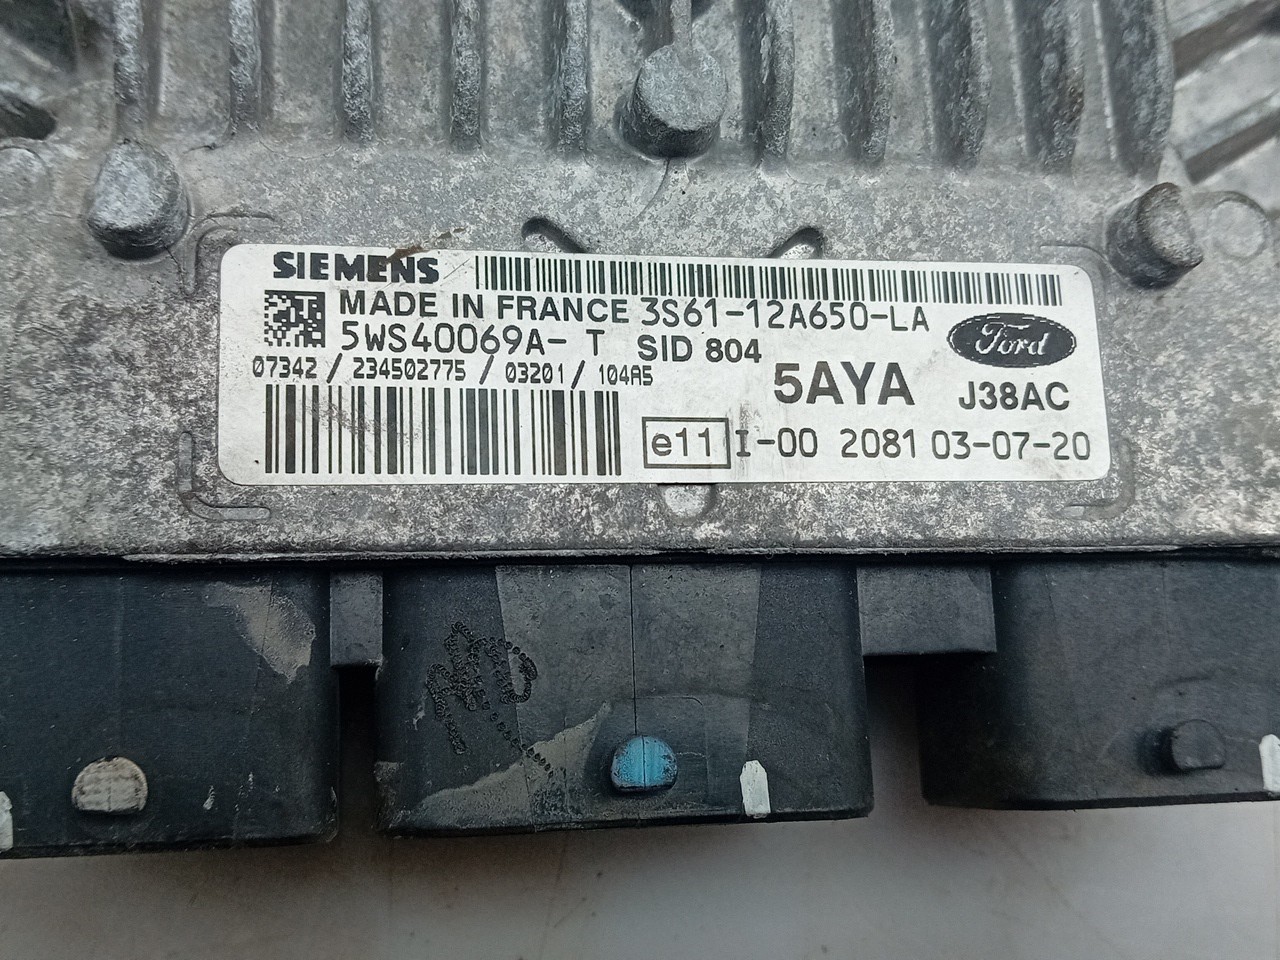 SIEMENS
MADE IN FRANCE 3S61-12A650-LA
5WS40069A- T SID 804
Ford
07342 / 234502775 / 03201 / 104A5
5AYA J38AC
e11 I-00 2081 03-07-20